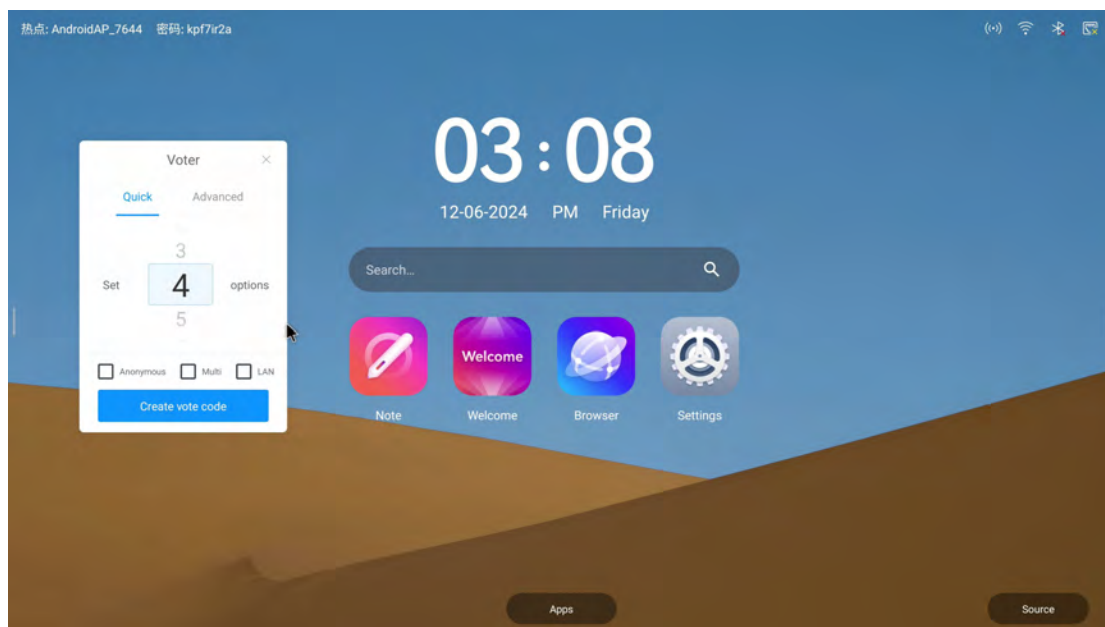 热点: AndroidAP_7644 密码: kpf7ir2a
Voter
Quick Advanced
3
Set 4 options
5
Anonymous Multi LAN
Create vote code
03:08
12-06-2024 PM Friday
Search...
Welcome
Note Welcome Browser Settings
Apps
Source